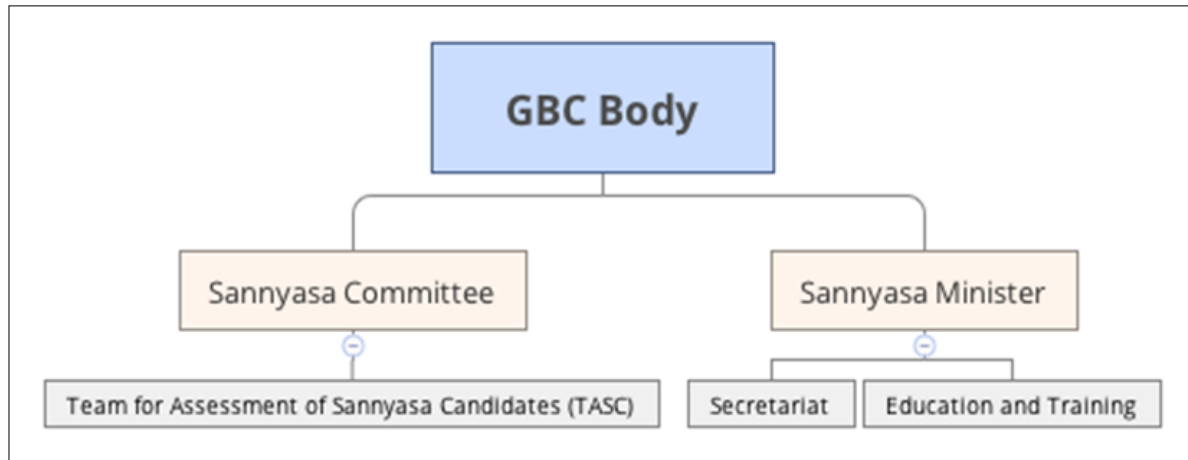 GBC Body
Sannyasa Committee
Sannyasa Minister
Team for Assessment of Sannyasa Candidates (TASC)
Secretariat
Education and Training